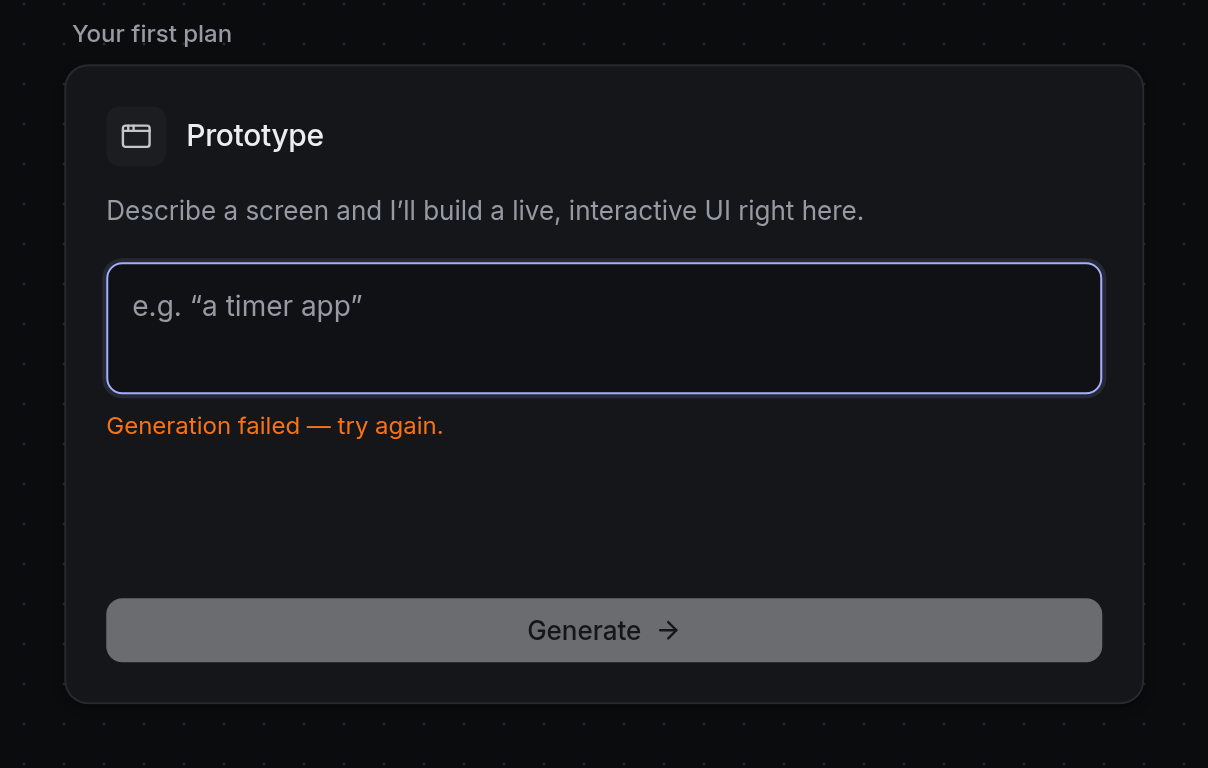 Your first plan
Prototype
Describe a screen and I’ll build a live, interactive UI right here.
e.g. “a timer app”
Generation failed — try again.
Generate →